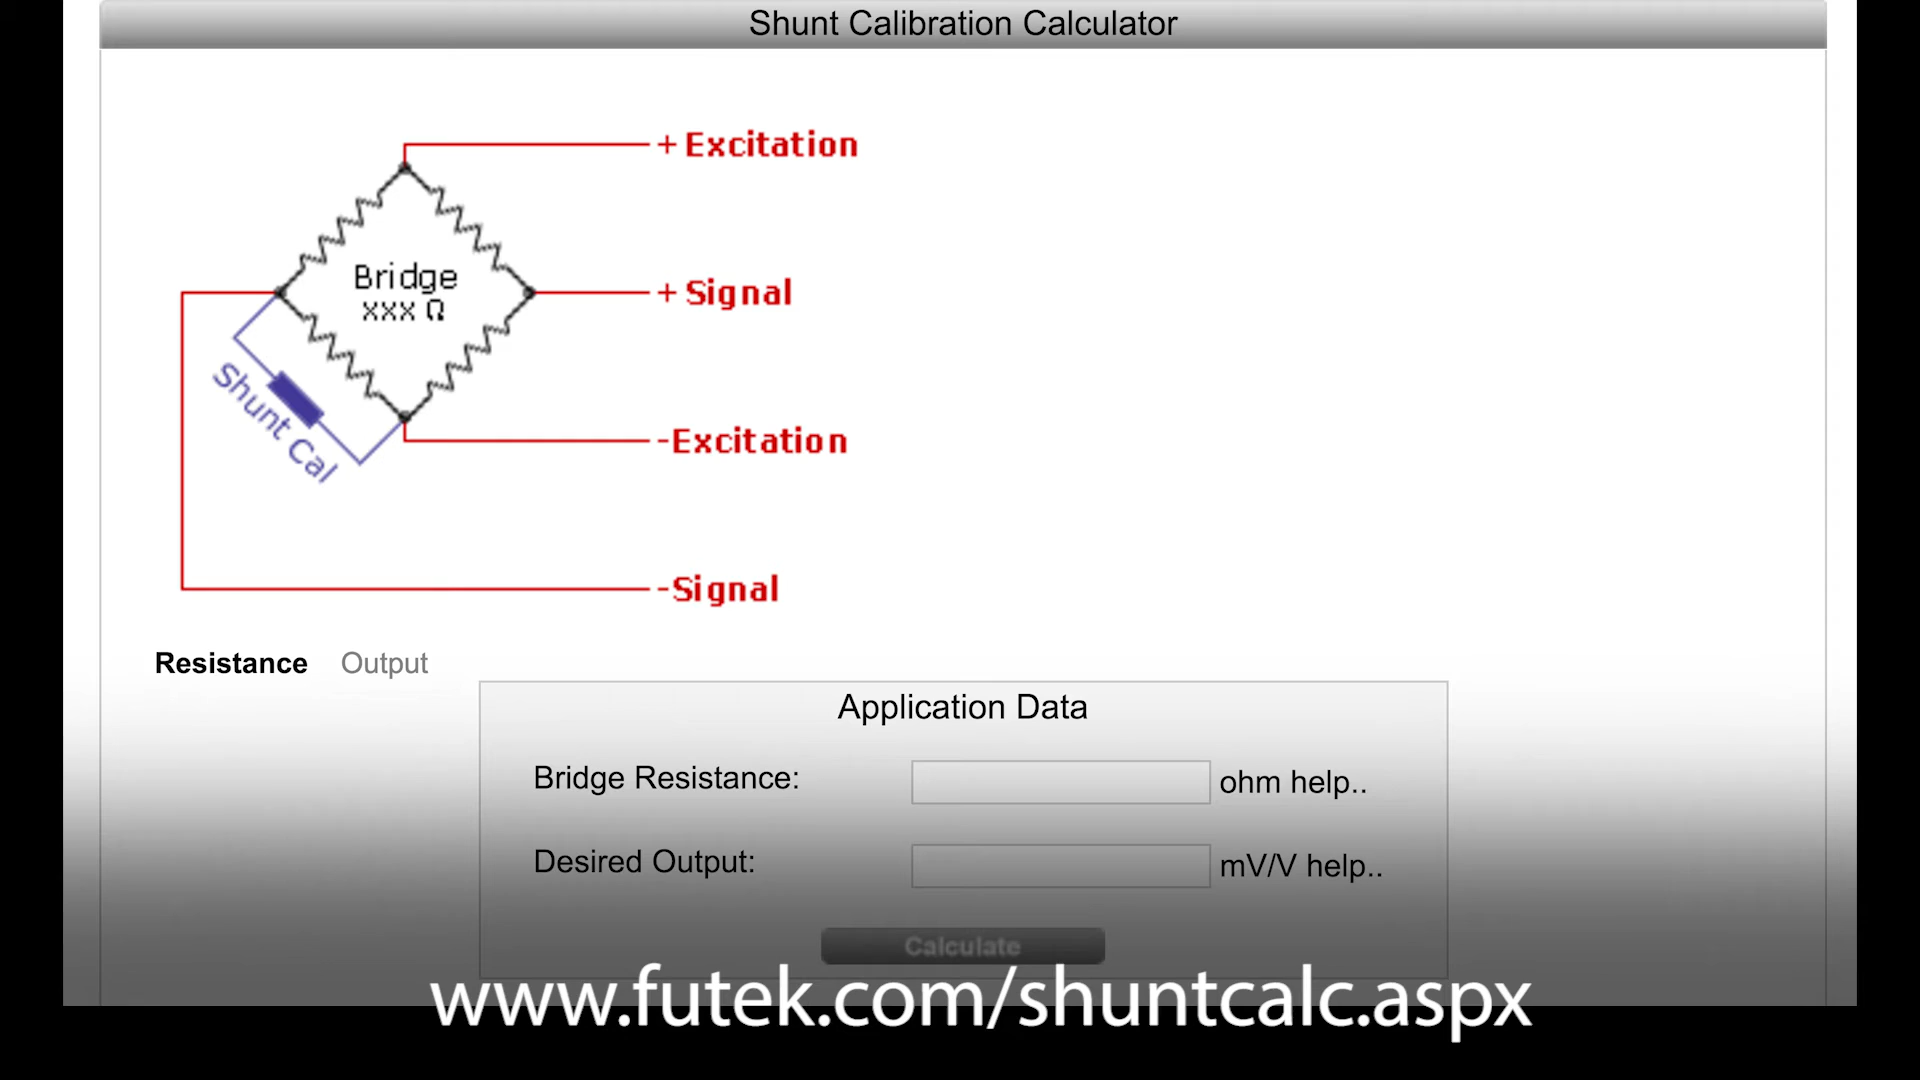 Shunt Calibration Calculator
+ Excitation
Bridge
xxx Ω
+ Signal
Shunt Cal
-Excitation
-Signal
Resistance Output
Application Data
Bridge Resistance: ohm help..
Desired Output: mV/V help..
Calculate
www.futek.com/shuntcalc.aspx